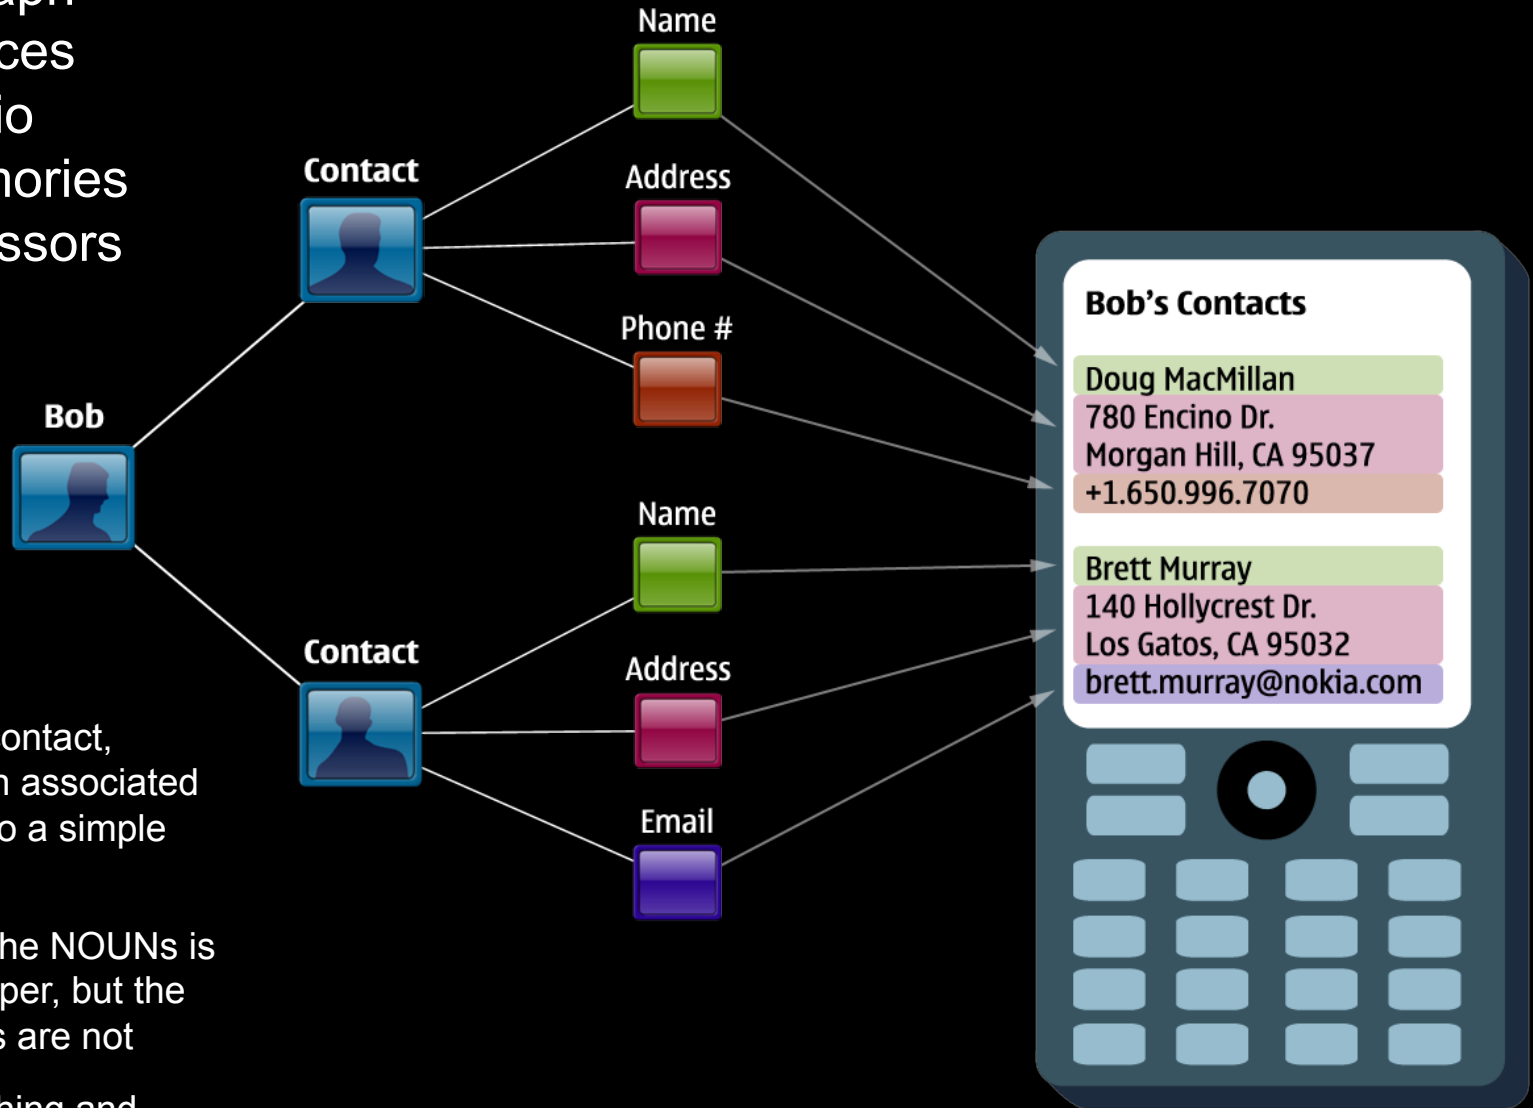 ces
io
ories
ssors
Name
Contact
Address
Phone #
Bob
Name
Contact
Address
Email
Bob's Contacts
Doug MacMillan
780 Encino Dr.
Morgan Hill, CA 95037
+1.650.996.7070
Brett Murray
140 Hollycrest Dr.
Los Gatos, CA 95032
brett.murray@nokia.com
ontact,
associated
o a simple
he NOUNs is
per, but the
s are not
and